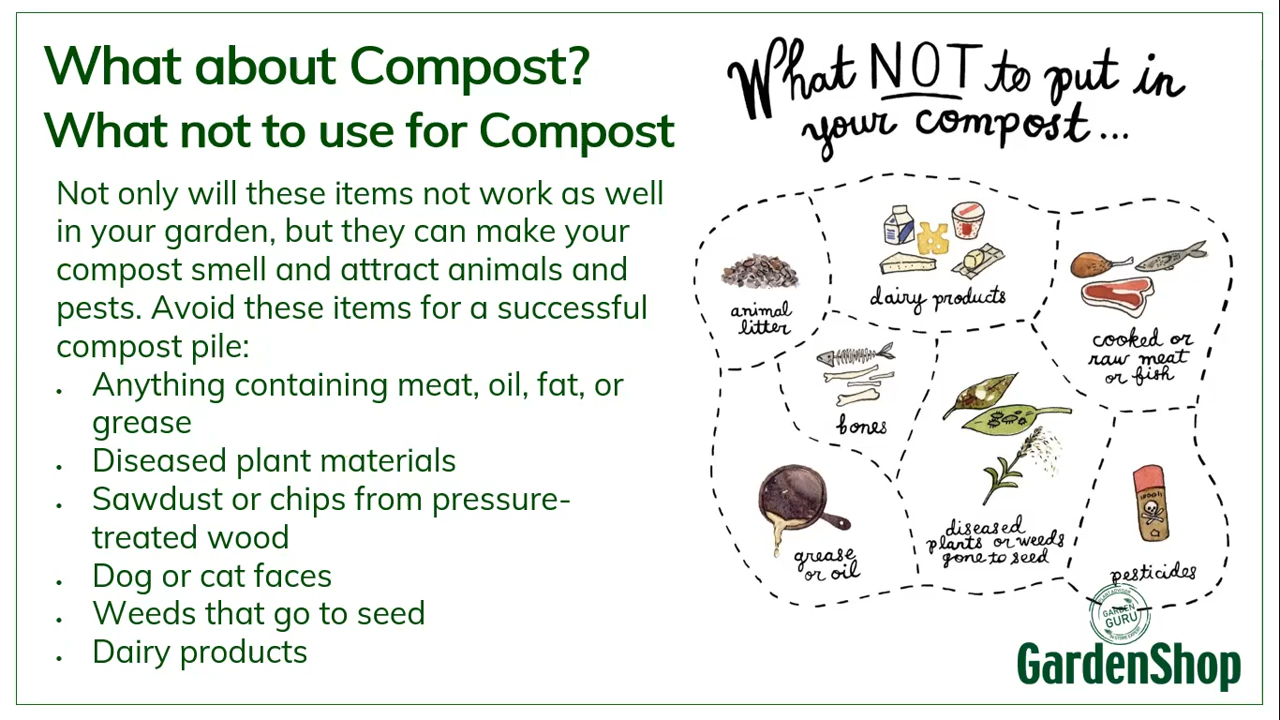 What about Compost?
What not to use for Compost
Not only will these items not work as well
in your garden, but they can make your
compost smell and attract animals and
pests. Avoid these items for a successful
compost pile:
• Anything containing meat, oil, fat, or
grease
• Diseased plant materials
• Sawdust or chips from pressure-
treated wood
• Dog or cat faces
• Weeds that go to seed
• Dairy products
What NOT to put in
your compost...
animal
litter
dairy products
cooked or
raw meat
or fish
bones
grease
or oil
diseased
plants or weeds
gone to seed
pesticides
GARDEN
GURU
GardenShop